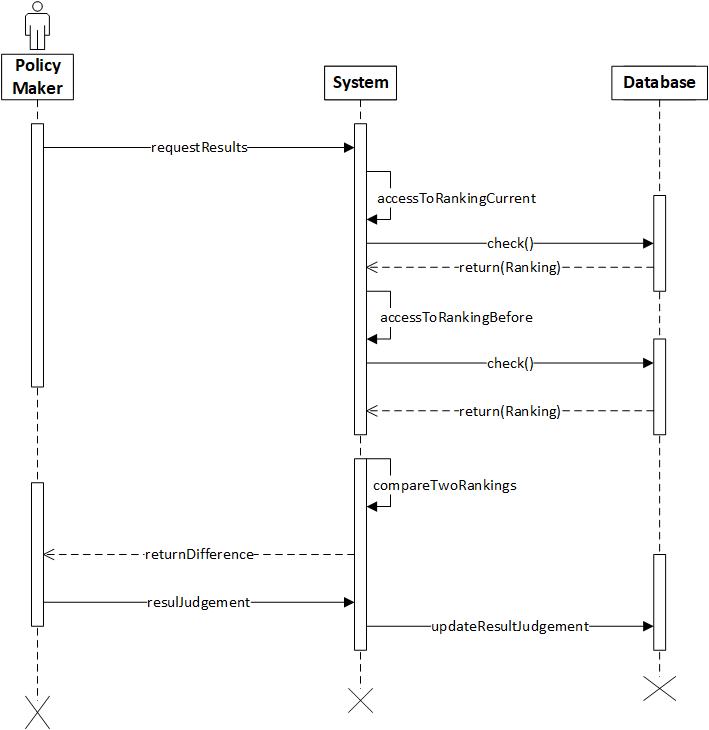 Policy
Maker
System
Database
requestResults
accessToRankingCurrent
check()
return(Ranking)
accessToRankingBefore
check()
return(Ranking)
compareTwoRankings
returnDifference
resulJudgement
updateResultJudgement